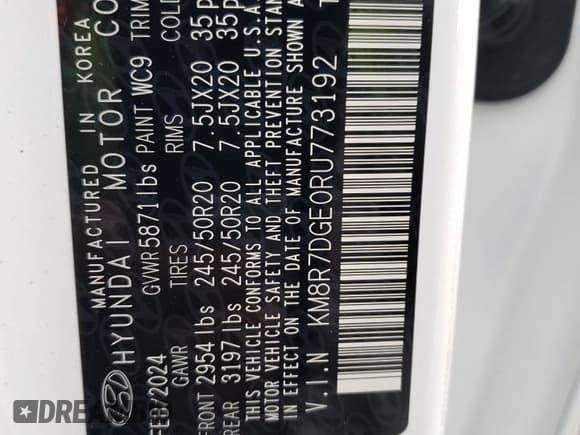 MANUFACTURED IN KOREA
HYUNDAI MOTOR CO
FEB/2024 GVWR 5871 lbs PAINT WC9 TRIM
GAWR TIRES RIMS COLD
FRONT 2954 lbs 245/50R20 7.5JX20 35
REAR 3197 lbs 245/50R20 7.5JX20 35
THIS VEHICLE CONFORMS TO ALL APPLICABLE U.S.A.
MOTOR VEHICLE SAFETY AND THEFT PREVENTION STAN
IN EFFECT ON THE DATE OF MANUFACTURE SHOWN A
V.I.N KM8R7DGE0RU773192 T